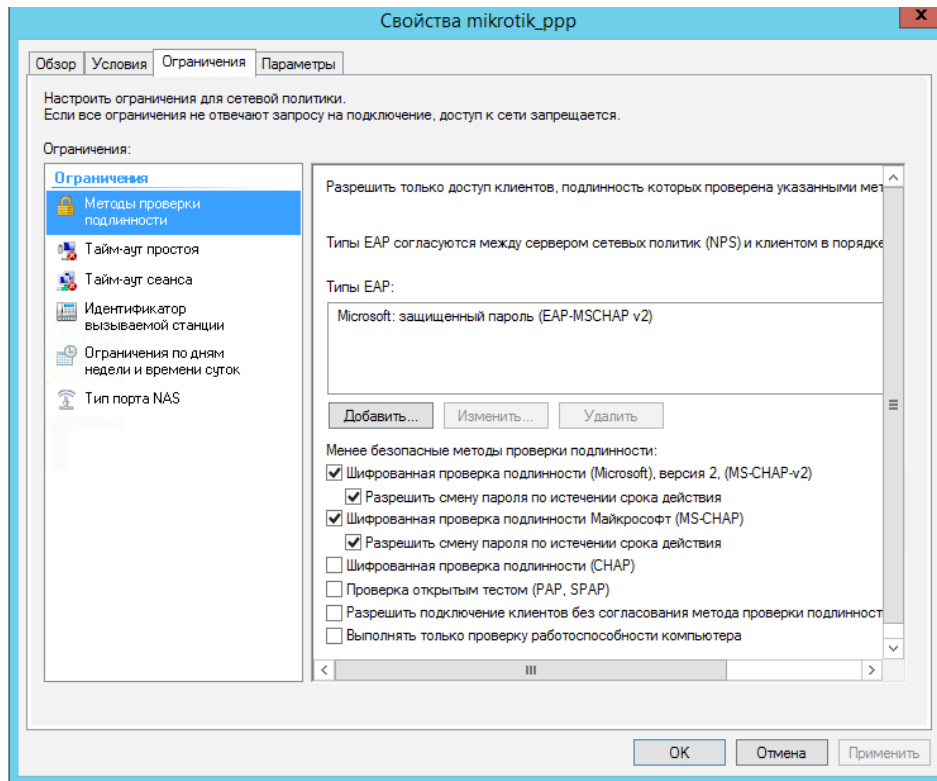 Свойства mikrotik_ppp
x
Обзор Условия Ограничения Параметры
Настроить ограничения для сетевой политики.
Если все ограничения не отвечают запросу на подключение, доступ к сети запрещается.
Ограничения:
Ограничения
Методы проверки
подлинности
Тайм-аут простоя
Тайм-аут сеанса
Идентификатор
вызываемой станции
Ограничения по дням
недели и времени суток
Тип порта NAS
Разрешить только доступ клиентов, подлинность которых проверена указанными мет
Типы EAP согласуются между сервером сетевых политик (NPS) и клиентом в порядке
Типы EAP:
Microsoft: защищенный пароль (EAP-MSCHAP v2)
Добавить... Изменить... Удалить
Менее безопасные методы проверки подлинности:
Шифрованная проверка подлинности (Microsoft), версия 2, (MS-CHAP-v2)
Разрешить смену пароля по истечении срока действия
Шифрованная проверка подлинности Майкрософт (MS-CHAP)
Разрешить смену пароля по истечении срока действия
Шифрованная проверка подлинности (CHAP)
Проверка открытым тестом (PAP, SPAP)
Разрешить подключение клиентов без согласования метода проверки подлинност
Выполнять только проверку работоспособности компьютера
OK Отмена Применить